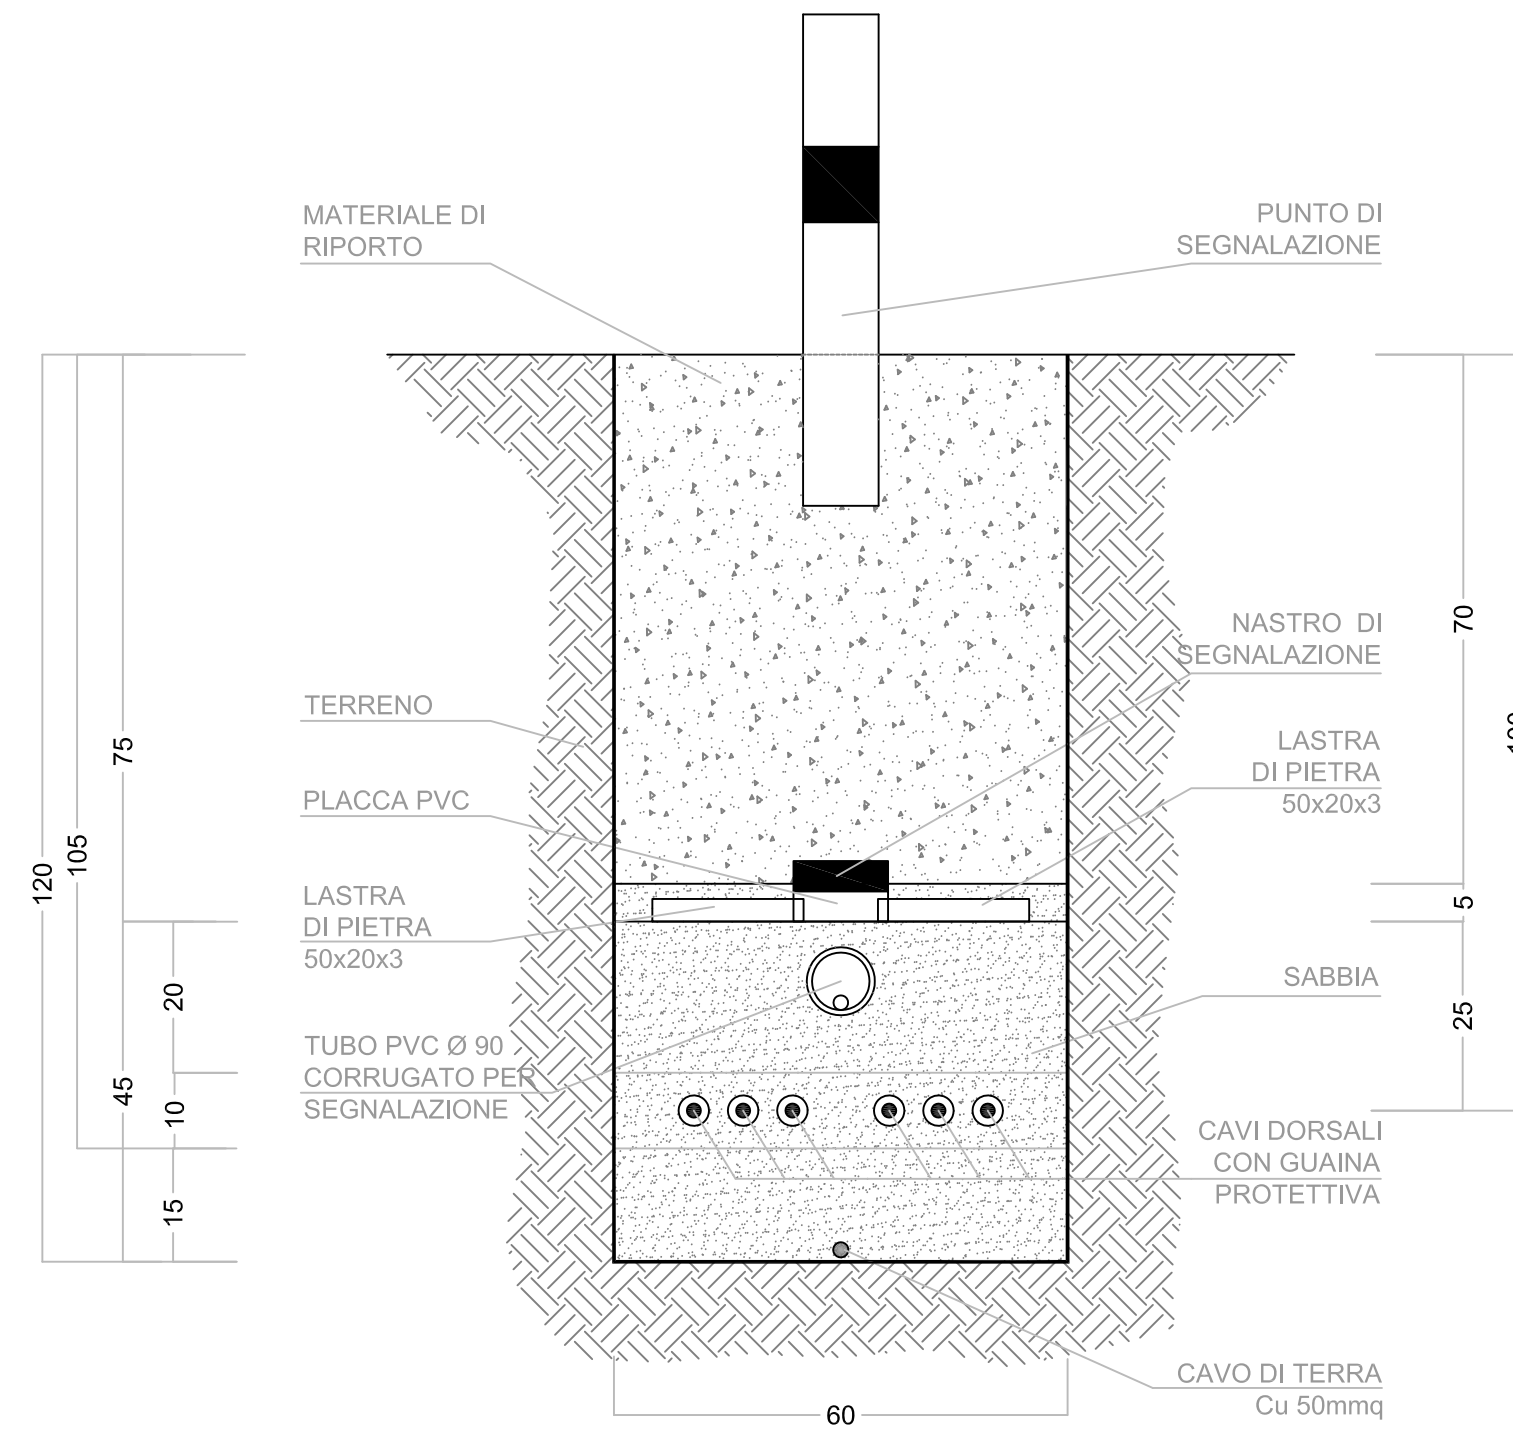 MATERIALE DI
RIPORTO
PUNTO DI
SEGNALAZIONE
NASTRO DI
SEGNALAZIONE
TERRENO
LASTRA
DI PIETRA
50x20x3
PLACCA PVC
LASTRA
DI PIETRA
50x20x3
SABBIA
TUBO PVC Ø 90
CORRUGATO PER
SEGNALAZIONE
CAVI DORSALI
CON GUAINA
PROTETTIVA
CAVO DI TERRA
Cu 50mmq
120
105
75
45
20
10
15
70
5
25
60